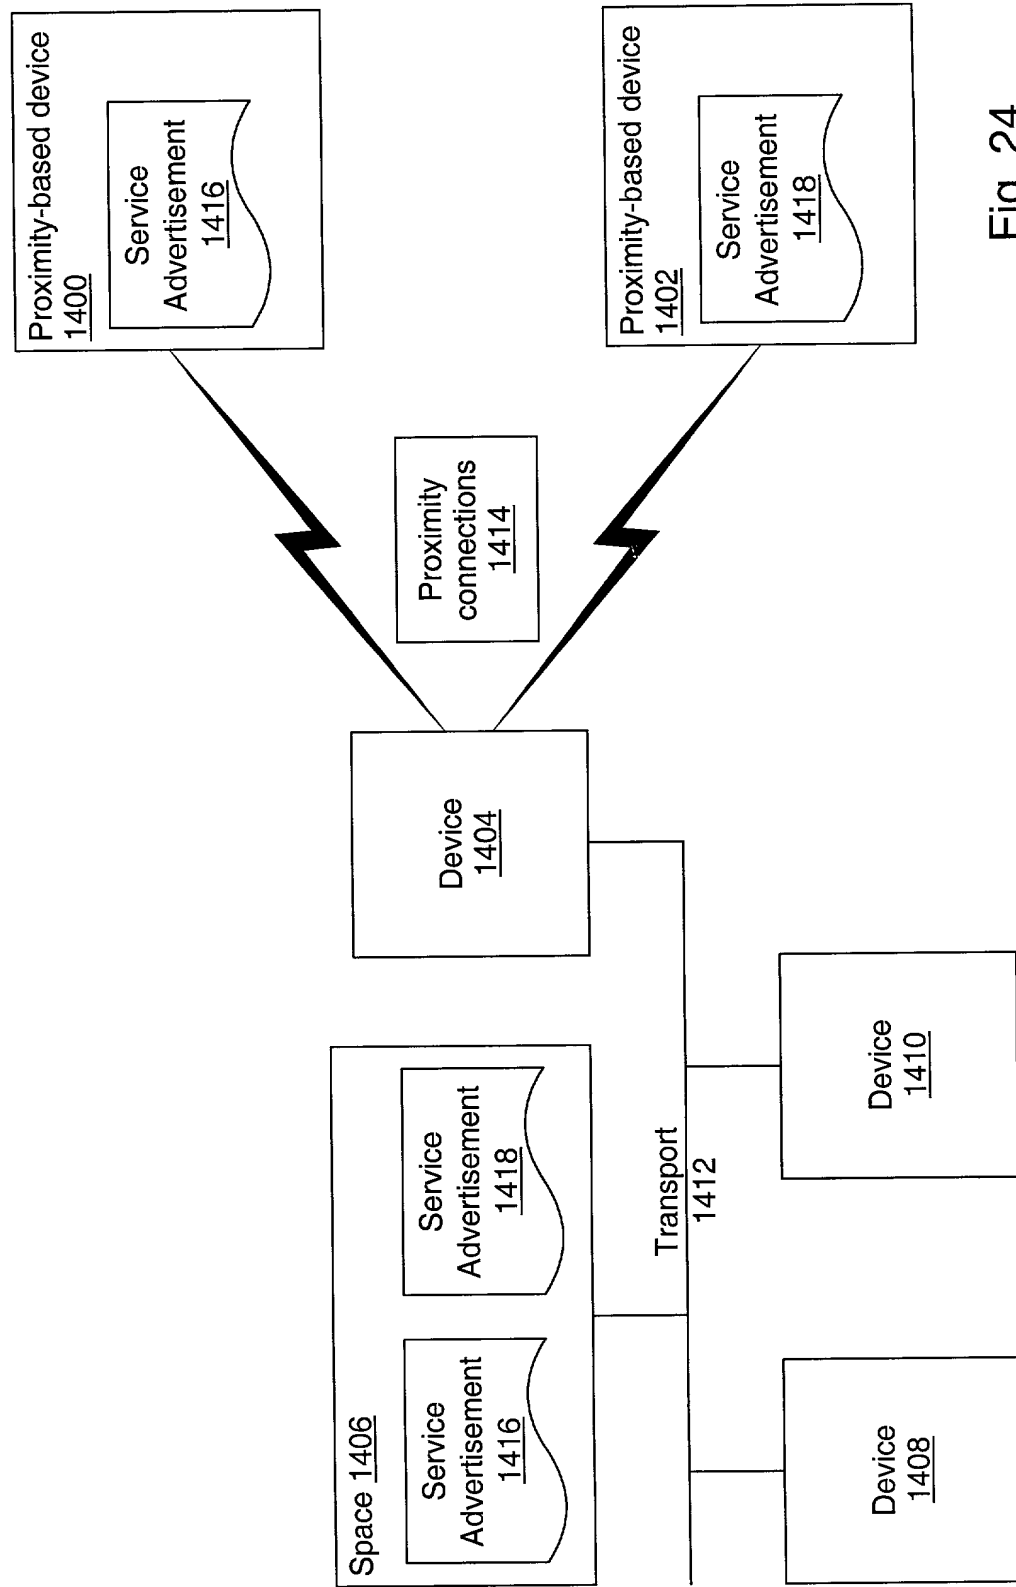 Space 1406
Service
Advertisement
1416
Service
Advertisement
1418
Device
1404
Transport
1412
Device
1408
Device
1410
Proximity
connections
1414
Proximity-based device
1400
Service
Advertisement
1416
Proximity-based device
1402
Service
Advertisement
1418
Fig. 24